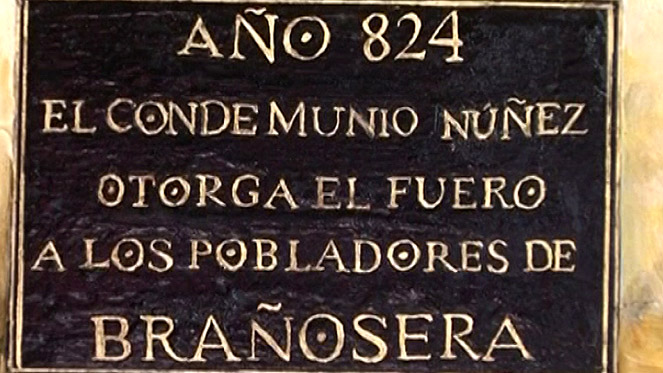 AÑO 824
EL CONDE MUNIO NÚÑEZ
OTORGA EL FUERO
A LOS POBLADORES DE
BRAÑOSERA